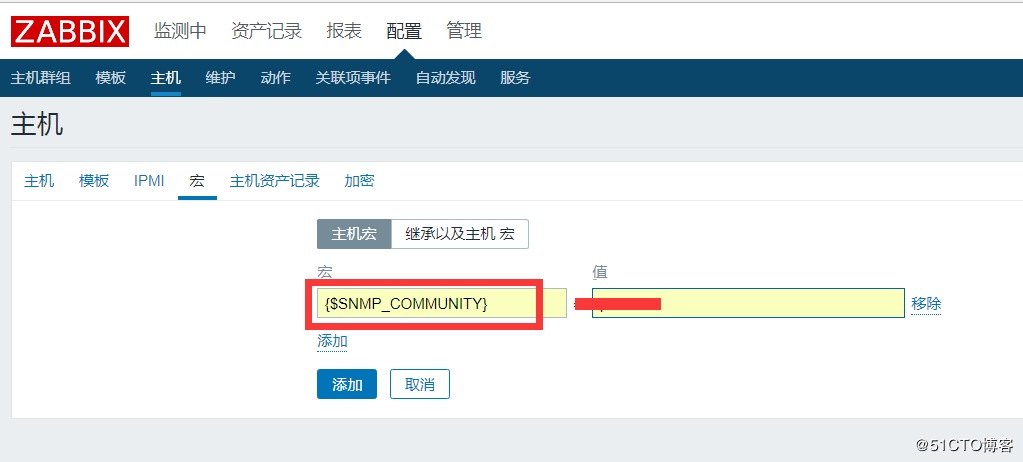 ZABBIX 监测中 资产记录 报表 配置 管理
主机群组 模板 主机 维护 动作 关联项事件 自动发现 服务
主机
主机 模板 IPMI 宏 主机资产记录 加密
主机宏 继承以及主机 宏
宏 值
{$SNMP_COMMUNITY} 移除
添加
添加 取消
@51CTO博客